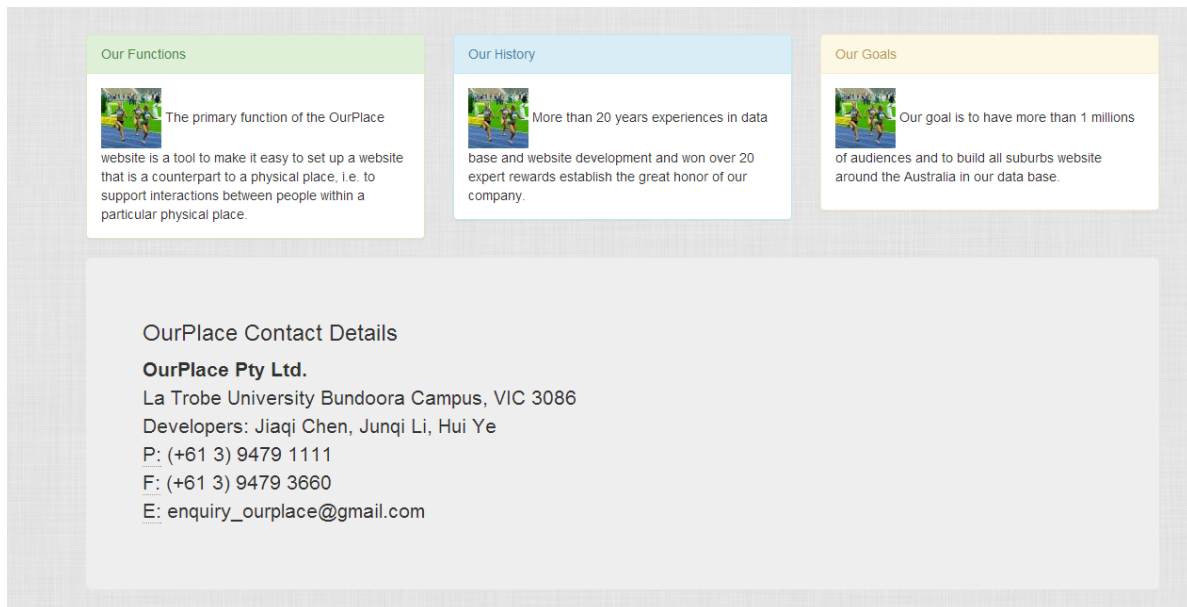 Our Functions
The primary function of the OurPlace
website is a tool to make it easy to set up a website
that is a counterpart to a physical place, i.e. to
support interactions between people within a
particular physical place.
Our History
More than 20 years experiences in data
base and website development and won over 20
expert rewards establish the great honor of our
company.
Our Goals
Our goal is to have more than 1 millions
of audiences and to build all suburbs website
around the Australia in our data base.
OurPlace Contact Details
OurPlace Pty Ltd.
La Trobe University Bundoora Campus, VIC 3086
Developers: Jiaqi Chen, Junqi Li, Hui Ye
P: (+61 3) 9479 1111
F: (+61 3) 9479 3660
E: enquiry_ourplace@gmail.com